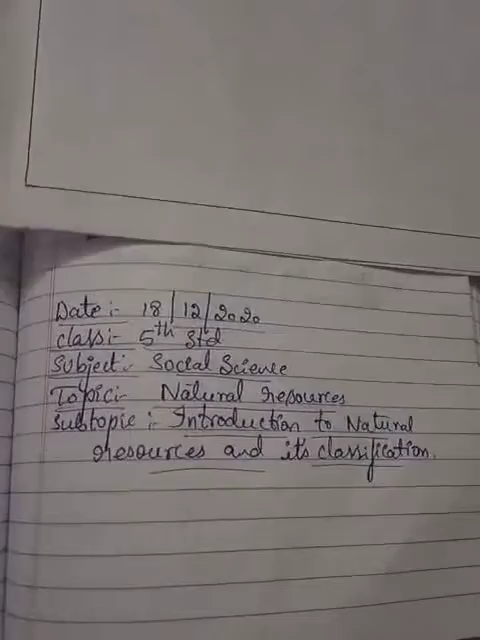 Date :- 18/12/2020
class:- 5th Std
Subject:- Social Science
Topic:- Natural resources
Subtopic :- Introduction to Natural
resources and its classification.